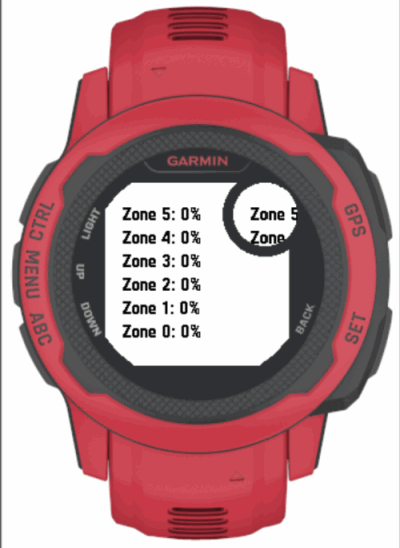 GARMIN
LIGHT
CTRL
MENU
UP
ABC
DOWN
GPS
SET
BACK
Zone 5: 0%
Zone 4: 0%
Zone 3: 0%
Zone 2: 0%
Zone 1: 0%
Zone 0: 0%
Zone 5
Zone